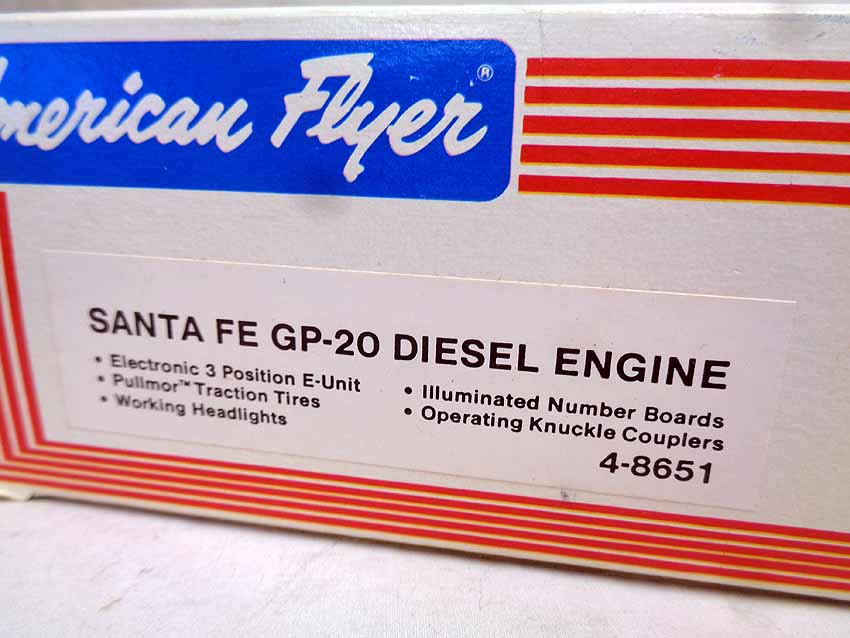 American Flyer®
SANTA FE GP-20 DIESEL ENGINE
• Electronic 3 Position E-Unit
• Pullmor™ Traction Tires
• Working Headlights
• Illuminated Number Boards
• Operating Knuckle Couplers
4-8651